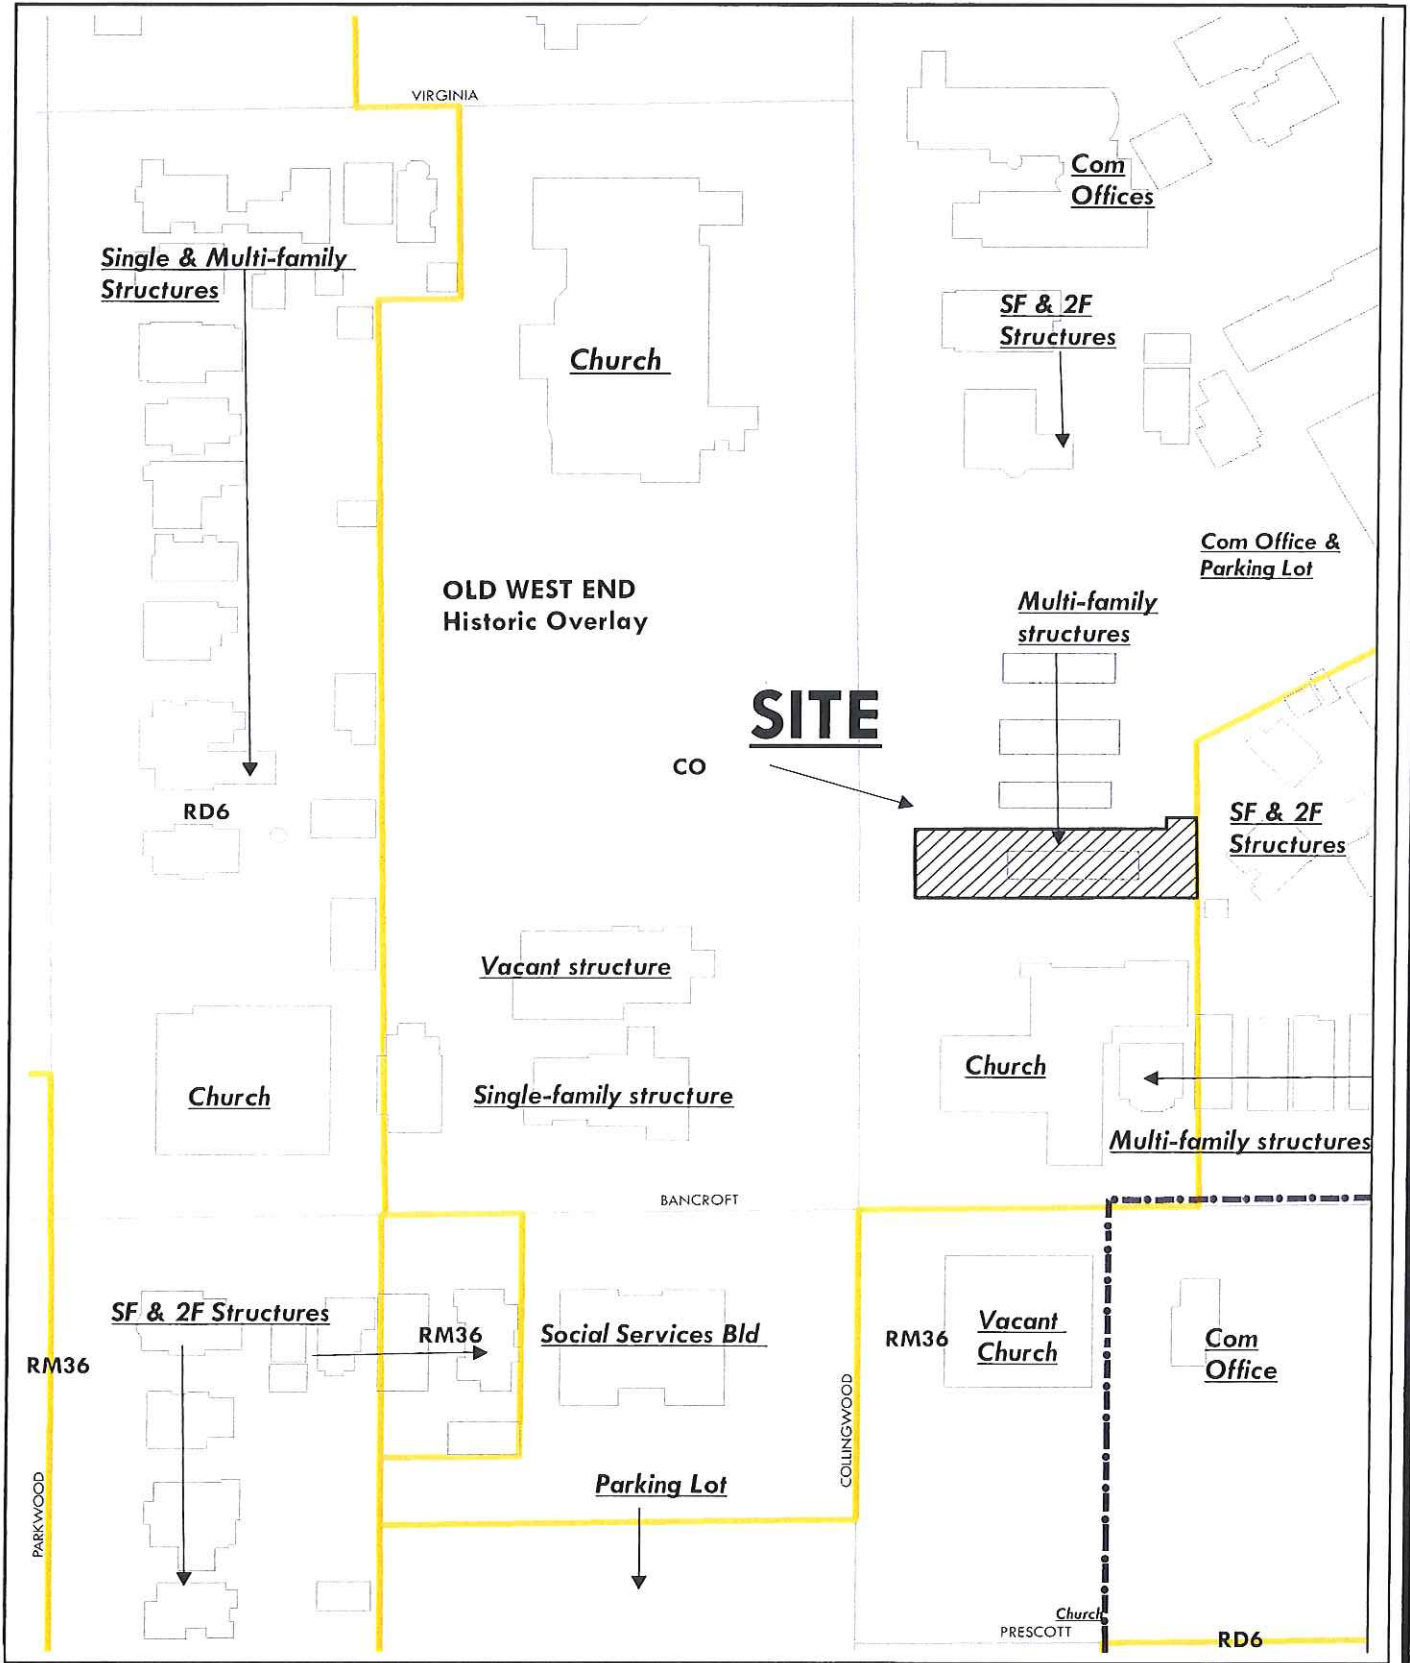 VIRGINIA
Com
Offices
Single & Multi-family
Structures
SF & 2F
Structures
Church
Com Office &
Parking Lot
OLD WEST END
Historic Overlay
Multi-family
structures
SITE
CO
RD6
SF & 2F
Structures
Vacant structure
Church
Single-family structure
Church
Multi-family structures
BANCROFT
SF & 2F Structures
RM36
Social Services Bld
RM36
Vacant
Church
Com
Office
RM36
COLLINGWOOD
PARKWOOD
Parking Lot
Church
PRESCOTT
RD6